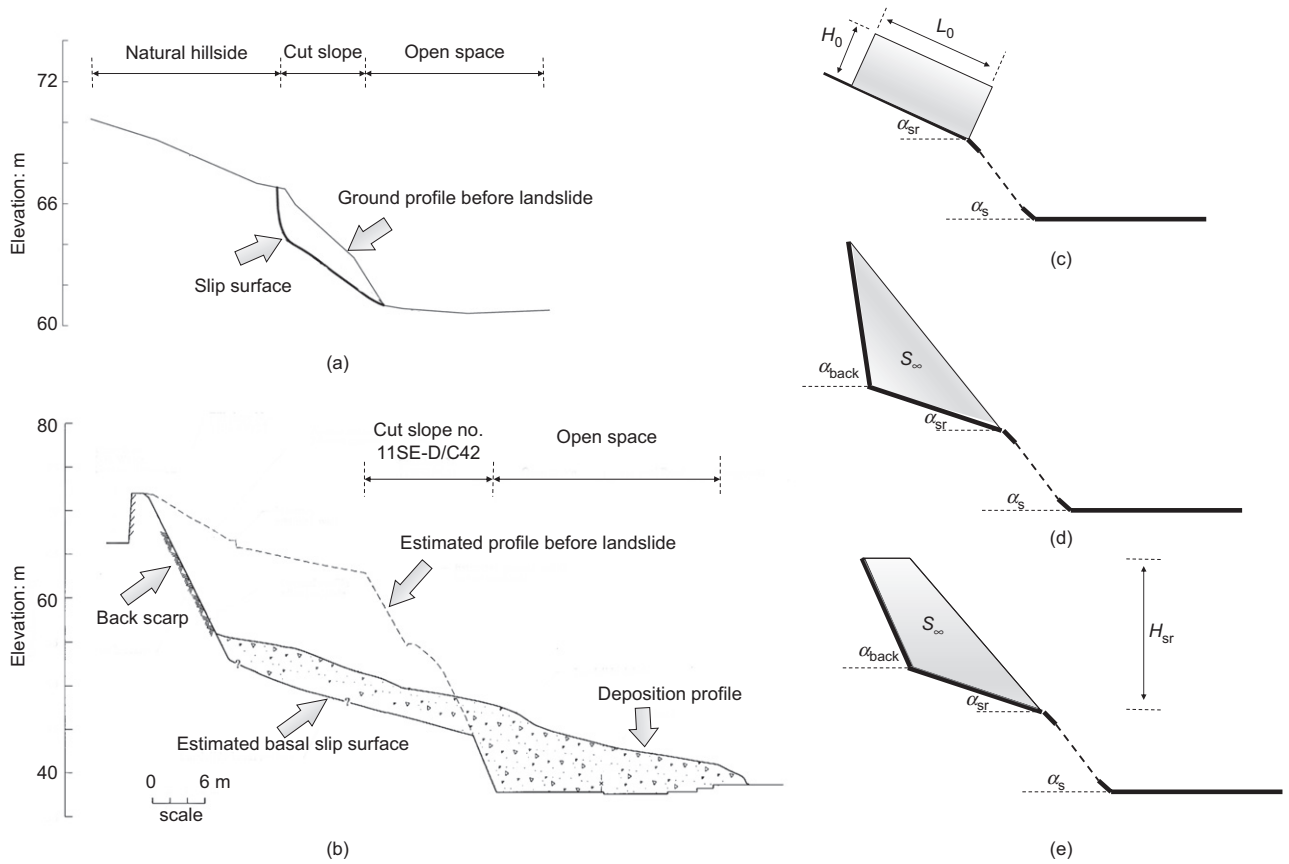 Natural hillside
Cut slope
Open space
72
66
60
Elevation: m
Ground profile before landslide
Slip surface
(a)
80
60
40
Elevation: m
Cut slope no.
11SE-D/C42
Open space
Estimated profile before landslide
Back scarp
Deposition profile
Estimated basal slip surface
?
?
0 6 m
scale
(b)
H0
L0
αsr
αs
(c)
αback
S∞
αsr
αs
(d)
S∞
Hsr
αback
αsr
αs
(e)